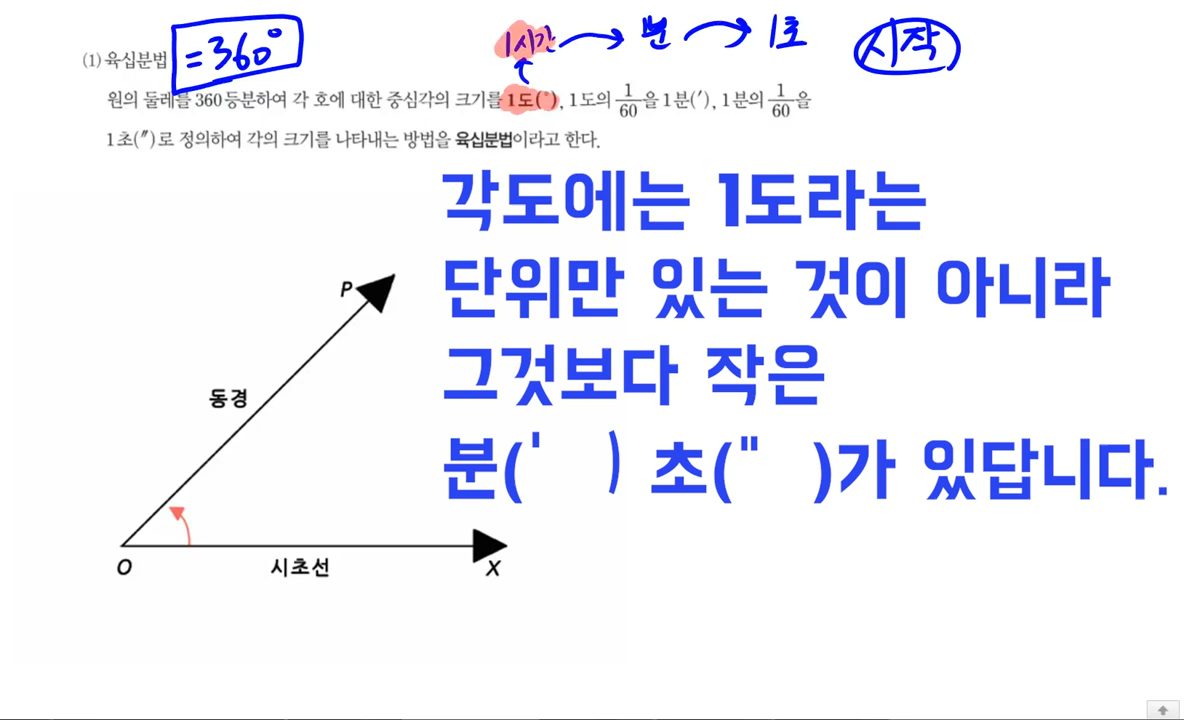 1시간 → 분 → 1초 시작
(1) 육십분법 = 360°
원의 둘레를 360등분하여 각 호에 대한 중심각의 크기를 1도(°), 1도의 1/60을 1분(′), 1분의 1/60을
1초(″)로 정의하여 각의 크기를 나타내는 방법을 육십분법이라고 한다.
각도에는 1도라는
단위만 있는 것이 아니라
그것보다 작은
분(' ) 초(" )가 있답니다.
P
동경
O
시초선
X